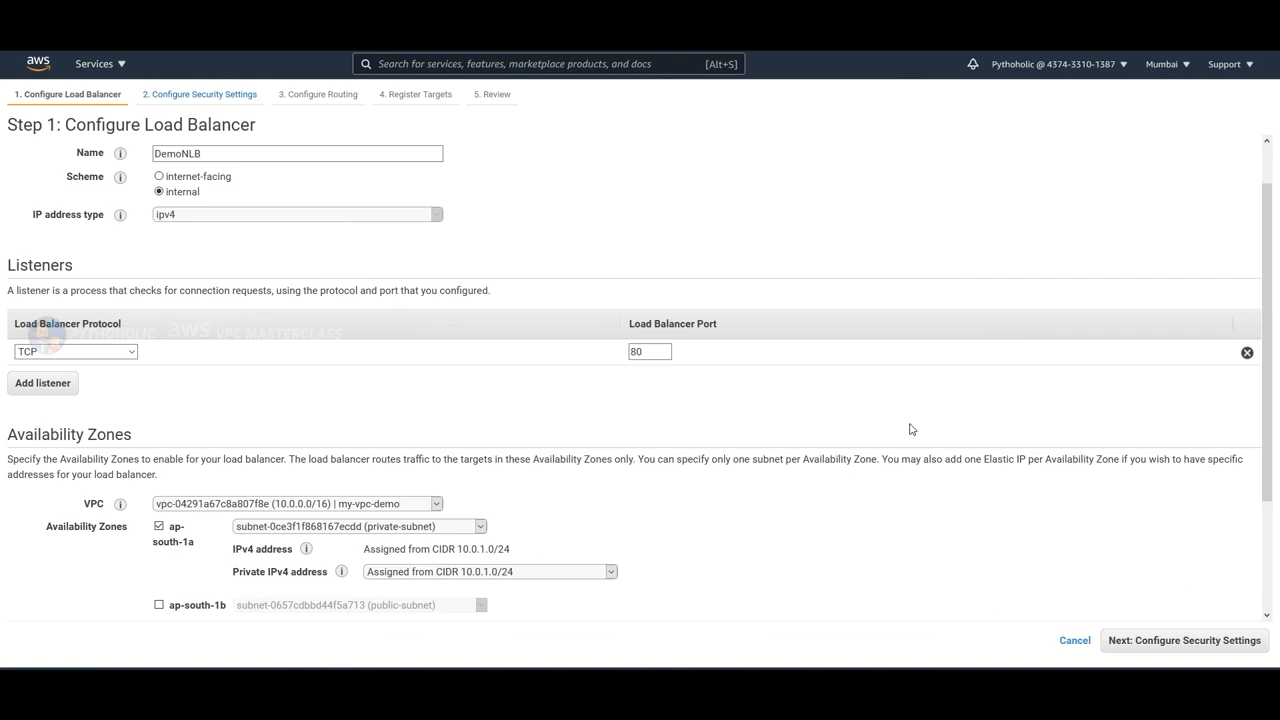 aws Services Search for services, features, marketplace products, and docs [Alt+S] Pythoholic @ 4374-3310-1387 Mumbai Support
1. Configure Load Balancer 2. Configure Security Settings 3. Configure Routing 4. Register Targets 5. Review
Step 1: Configure Load Balancer
Name i DemoNLB
Scheme i internet-facing
internal
IP address type i ipv4
Listeners
A listener is a process that checks for connection requests, using the protocol and port that you configured.
Load Balancer Protocol Load Balancer Port
PYTHOHOLIC aws VPC MASTERCLASS
TCP 80
Add listener
Availability Zones
Specify the Availability Zones to enable for your load balancer. The load balancer routes traffic to the targets in these Availability Zones only. You can specify only one subnet per Availability Zone. You may also add one Elastic IP per Availability Zone if you wish to have specific
addresses for your load balancer.
VPC i vpc-04291a67c8a807f8e (10.0.0.0/16) | my-vpc-demo
Availability Zones ap-south-1a subnet-0ce3f1f868167ecdd (private-subnet)
IPv4 address i Assigned from CIDR 10.0.1.0/24
Private IPv4 address i Assigned from CIDR 10.0.1.0/24
ap-south-1b subnet-0657cdbbd44f5a713 (public-subnet)
Cancel Next: Configure Security Settings